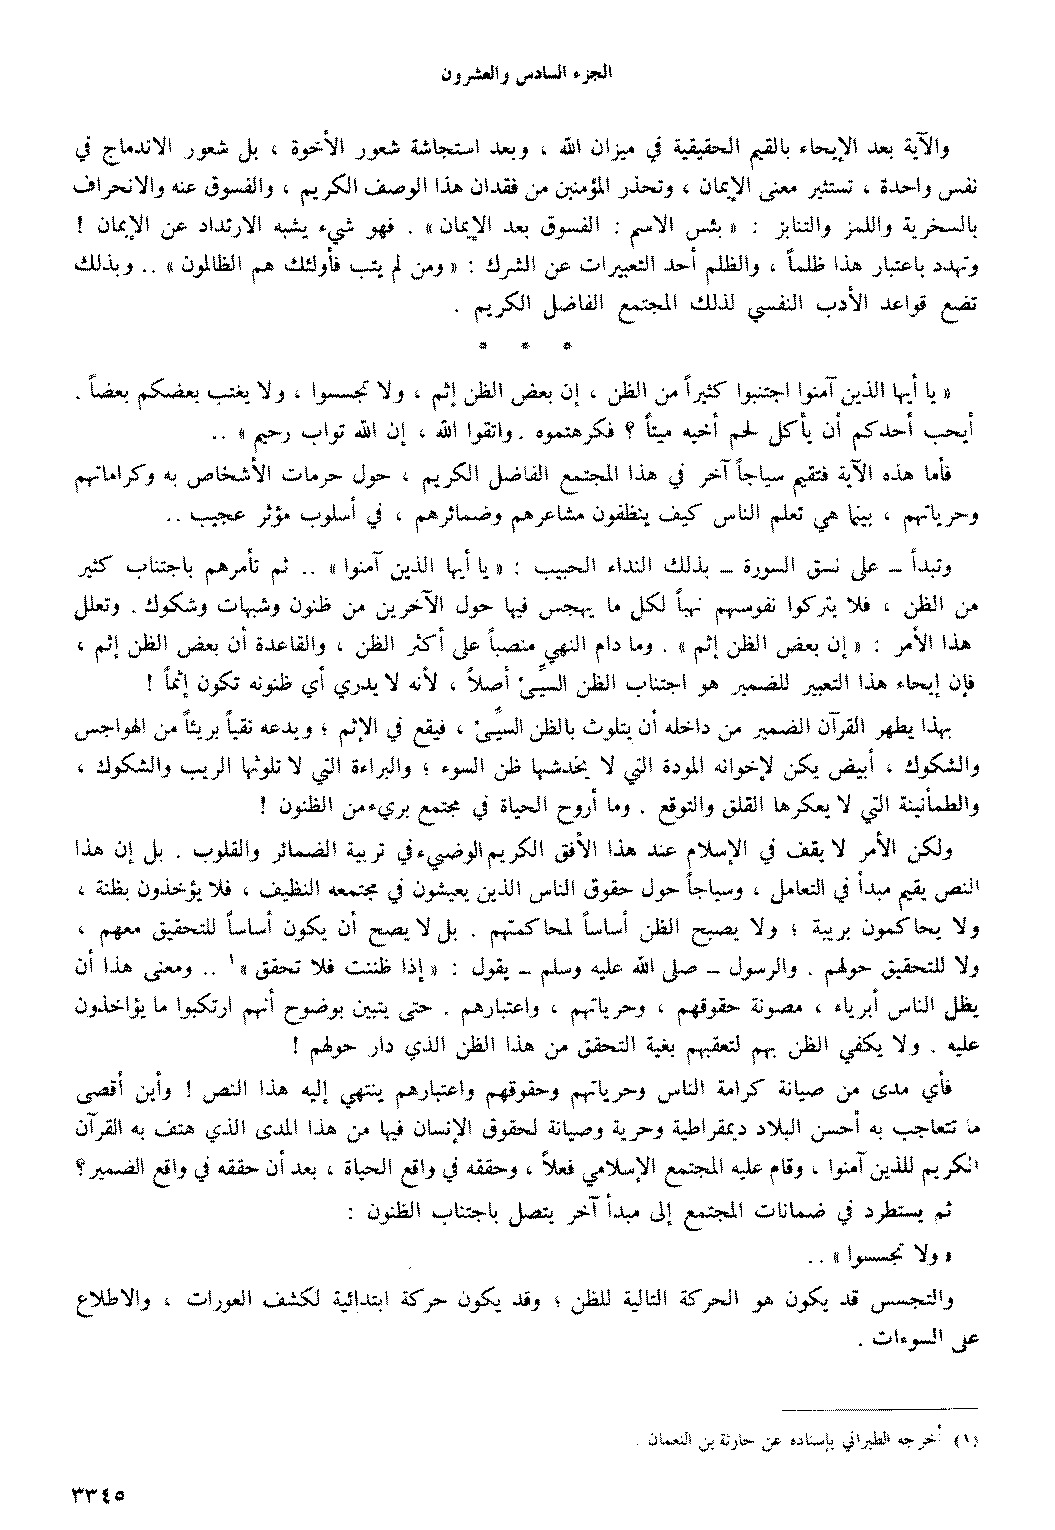 الجزء السادس والعشرون
والآية بعد الإيحاء بالقيم الحقيقية في ميزان الله ، وبعد استجاشة شعور الأخوة ، بل شعور الاندماج في
نفس واحدة ، تستثير معنى الإيمان ، وتحذر المؤمنين من فقدان هذا الوصف الكريم ، والفسوق عنه والانحراف
بالسخرية واللمز والتنابز : « بئس الاسم : الفسوق بعد الإيمان» . فهو شيء يشبه الارتداد عن الإيمان !
وتهدد باعتبار هذا ظلماً ، والظلم أحد التعبيرات عن الشرك : « ومن لم يتب فأولئك هم الظالمون » .. وبذلك
تضع قواعد الأدب النفسي لذلك المجتمع الفاضل الكريم .
* * *
« يا أيها الذين آمنوا اجتنبوا كثيراً من الظن ، إن بعض الظن إثم ، ولا تجسسوا ، ولا يغتب بعضكم بعضاً .
أيحب أحدكم أن يأكل لحم أخيه ميتاً ؟ فكرهتموه . واتقوا الله ، إن الله تواب رحيم » ..
فأما هذه الآية فتقيم سياجاً آخر في هذا المجتمع الفاضل الكريم ، حول حرمات الأشخاص به وكراماتهم
وحرياتهم ، بينما هي تعلم الناس كيف ينظفون مشاعرهم وضمائرهم ، في أسلوب مؤثر عجيب ..
وتبدأ – على نسق السورة – بذلك النداء الحبيب : « يا أيها الذين آمنوا » .. ثم تأمرهم باجتناب كثير
من الظن ، فلا يتركوا نفوسهم نهباً لكل ما يهجس فيها حول الآخرين من ظنون وشبهات وشكوك . وتعلل
هذا الأمر : « إن بعض الظن إثم » . وما دام النهي منصباً على أكثر الظن ، والقاعدة أن بعض الظن إثم ،
فإن إيحاء هذا التعبير للضمير هو اجتناب الظن السيِّئ أصلاً ، لأنه لا يدري أي ظنونه تكون إثماً !
بهذا يطهر القرآن الضمير من داخله أن يتلوث بالظن السيِّئ ، فيقع في الإثم ؛ ويدعه نقياً بريئاً من الهواجس
والشكوك ، أبيض يكن لإخوانه المودة التي لا يخدشها ظن السوء ؛ والبراءة التي لا تلوثها الريب والشكوك ،
والطمأنينة التي لا يعكرها القلق والتوقع . وما أروح الحياة في مجتمع بريء من الظنون !
ولكن الأمر لا يقف في الإسلام عند هذا الأفق الكريم الوضيء في تربية الضمائر والقلوب . بل إن هذا
النص يقيم مبدأ في التعامل ، وسياجاً حول حقوق الناس الذين يعيشون في مجتمعه النظيف ، فلا يؤخذون بظنة ،
ولا يحاكمون بريبة ؛ ولا يصبح الظن أساساً لمحاكمتهم . بل لا يصح أن يكون أساساً للتحقيق معهم ،
ولا للتحقيق حولهم . والرسول – صلى الله عليه وسلم – يقول : « إذا ظننت فلا تحقق »١ .. ومعنى هذا أن
يظل الناس أبرياء ، مصونة حقوقهم ، وحرياتهم ، واعتبارهم . حتى يتبين بوضوح أنهم ارتكبوا ما يؤاخذون
عليه . ولا يكفي الظن بهم لتعقبهم بغية التحقق من هذا الظن الذي دار حولهم !
فأي مدى من صيانة كرامة الناس وحرياتهم وحقوقهم واعتبارهم ينتهي إليه هذا النص ! وأين أقصى
ما تتعاجب به أحسن البلاد ديمقراطية وحرية وصيانة لحقوق الإنسان فيها من هذا المدى الذي هتف به القرآن
الكريم للذين آمنوا ، وقام عليه المجتمع الإسلامي فعلاً ، وحققه في واقع الحياة ، بعد أن حققه في واقع الضمير ؟
ثم يستطرد في ضمانات المجتمع إلى مبدأ آخر يتصل باجتناب الظنون :
« ولا تجسسوا » ..
والتجسس قد يكون هو الحركة التالية للظن ؛ وقد يكون حركة ابتدائية لكشف العورات ، والاطلاع
على السوءات .
(١) أخرجه الطبراني بإسناده عن حارثة بن النعمان .
٣٣٤٥